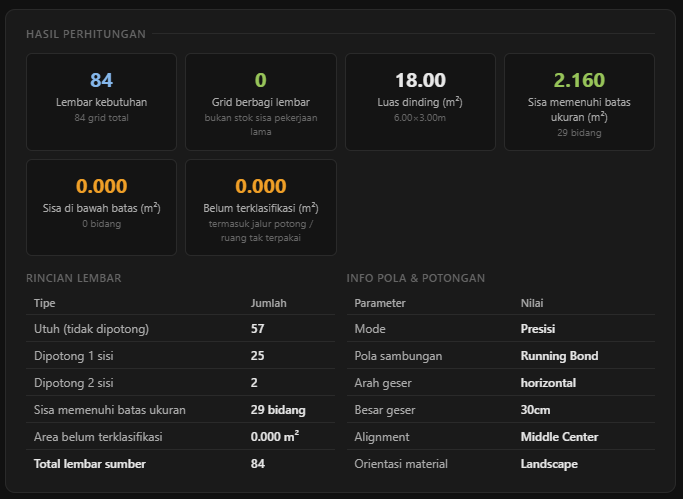 HASIL PERHITUNGAN
84
Lembar kebutuhan
84 grid total
0
Grid berbagi lembar
bukan stok sisa pekerjaan
lama
18.00
Luas dinding (m²)
6.00×3.00m
2.160
Sisa memenuhi batas
ukuran (m²)
29 bidang
0.000
Sisa di bawah batas (m²)
0 bidang
0.000
Belum terklasifikasi (m²)
termasuk jalur potong /
ruang tak terpakai
RINCIAN LEMBAR
Tipe Jumlah
Utuh (tidak dipotong) 57
Dipotong 1 sisi 25
Dipotong 2 sisi 2
Sisa memenuhi batas ukuran 29 bidang
Area belum terklasifikasi 0.000 m²
Total lembar sumber 84
INFO POLA & POTONGAN
Parameter Nilai
Mode Presisi
Pola sambungan Running Bond
Arah geser horizontal
Besar geser 30cm
Alignment Middle Center
Orientasi material Landscape